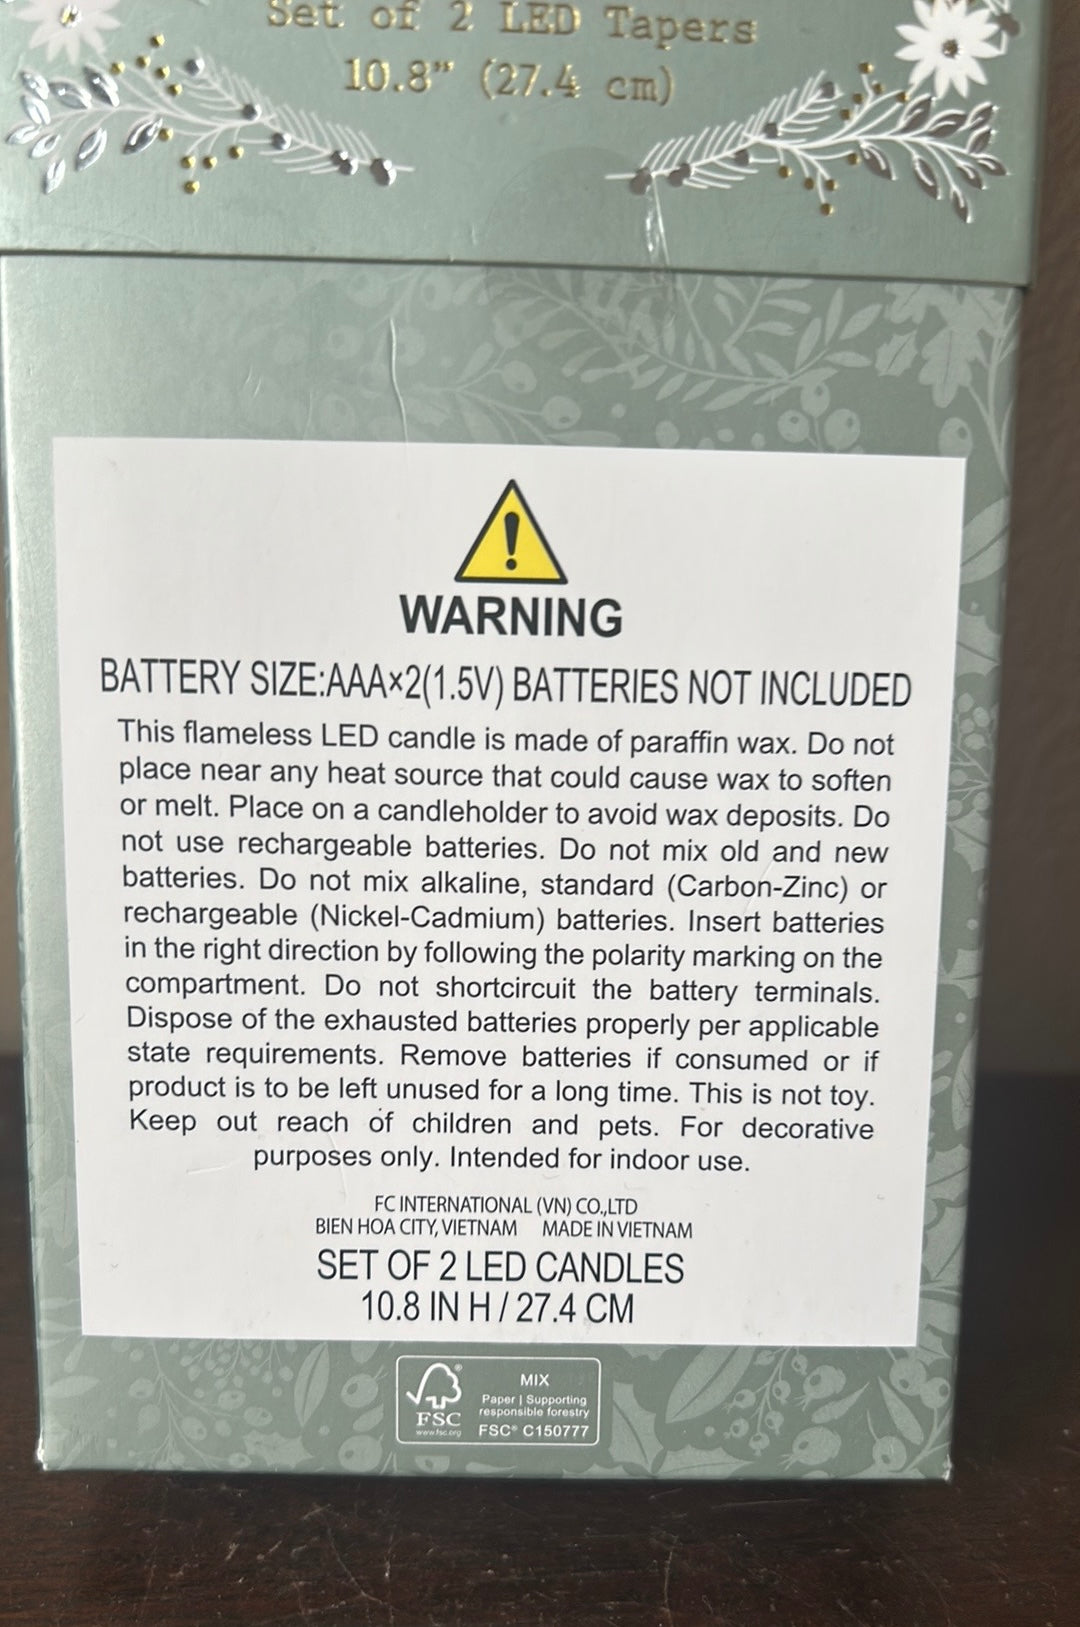 Set of 2 LED Tapers
10.8” (27.4 cm)
WARNING
BATTERY SIZE:AAA×2(1.5V) BATTERIES NOT INCLUDED
This flameless LED candle is made of paraffin wax. Do not
place near any heat source that could cause wax to soften
or melt. Place on a candleholder to avoid wax deposits. Do
not use rechargeable batteries. Do not mix old and new
batteries. Do not mix alkaline, standard (Carbon-Zinc) or
rechargeable (Nickel-Cadmium) batteries. Insert batteries
in the right direction by following the polarity marking on the
compartment. Do not shortcircuit the battery terminals.
Dispose of the exhausted batteries properly per applicable
state requirements. Remove batteries if consumed or if
product is to be left unused for a long time. This is not toy.
Keep out reach of children and pets. For decorative
purposes only. Intended for indoor use.
FC INTERNATIONAL (VN) CO.,LTD
BIEN HOA CITY, VIETNAM MADE IN VIETNAM
SET OF 2 LED CANDLES
10.8 IN H / 27.4 CM
FSC®
www.fsc.org
MIX
Paper | Supporting
responsible forestry
FSC® C150777